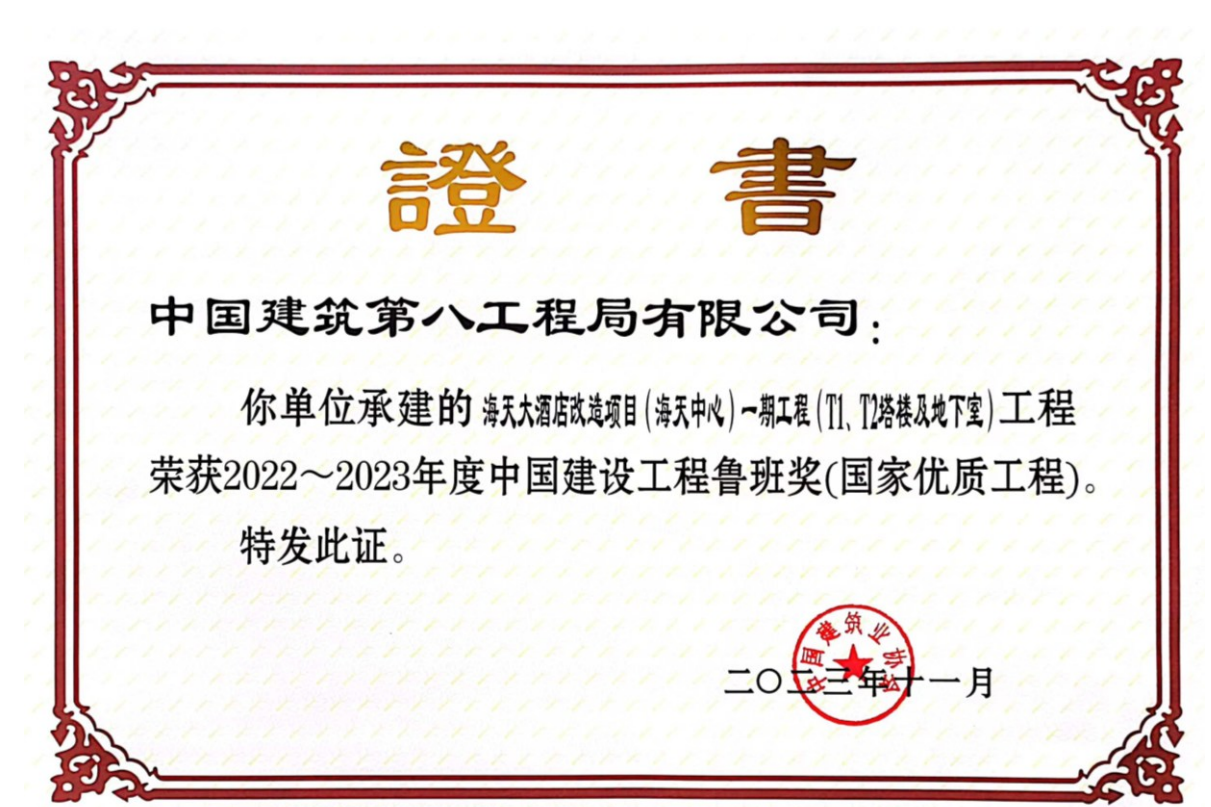 證 書
中国建筑第八工程局有限公司：
你单位承建的 海天大酒店改造项目(海天中心)一期工程(T1、T2塔楼及地下室)工程
荣获2022～2023年度中国建设工程鲁班奖(国家优质工程)。
特发此证。
中国建筑业协会
二〇二三年十一月